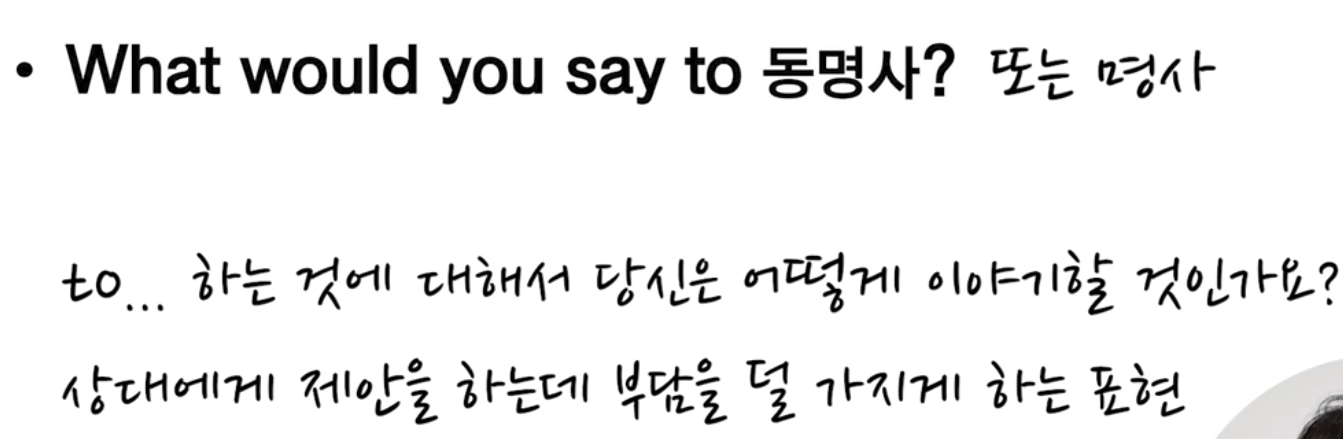 • What would you say to 동명사? 또는 명사
to... 하는 것에 대해서 당신은 어떻게 이야기할 것인가요?
상대에게 제안을 하는데 부담을 덜 가지게 하는 표현